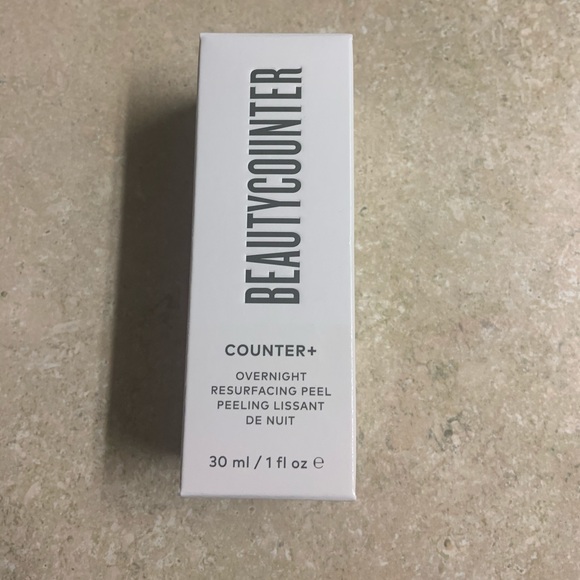 BEAUTYCOUNTER
COUNTER+
OVERNIGHT
RESURFACING PEEL
PEELING LISSANT
DE NUIT
30 ml / 1 fl oz ℮